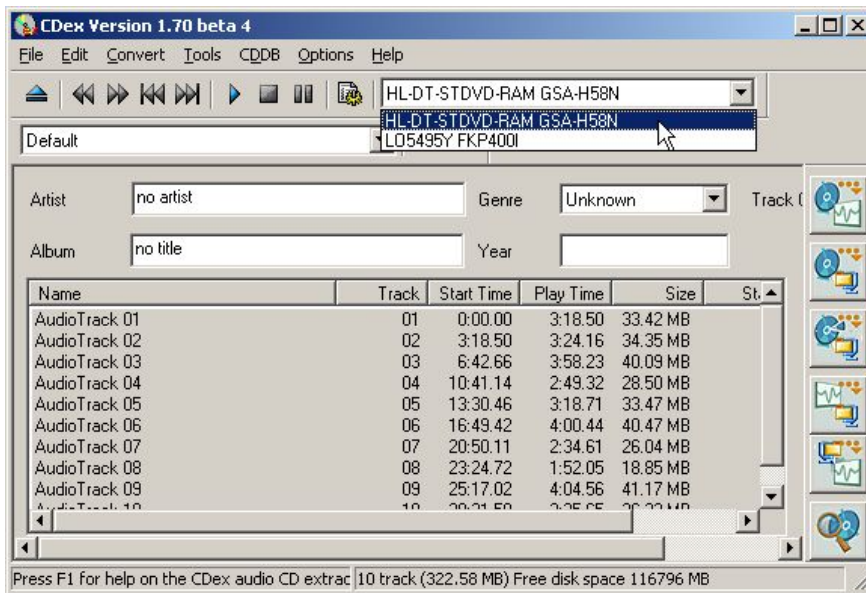 CDex Version 1.70 beta 4
File Edit Convert Tools CDDB Options Help
HL-DT-STDVD-RAM GSA-H58N
HL-DT-STDVD-RAM GSA-H58N
Default
LO5495Y FKP400I
Artist no artist Genre Unknown Track
Album no title Year
Name Track Start Time Play Time Size
AudioTrack 01 01 0:00.00 3:18.50 33.42 MB
AudioTrack 02 02 3:18.50 3:24.16 34.35 MB
AudioTrack 03 03 6:42.66 3:58.23 40.09 MB
AudioTrack 04 04 10:41.14 2:49.32 28.50 MB
AudioTrack 05 05 13:30.46 3:18.71 33.47 MB
AudioTrack 06 06 16:49.42 4:00.44 40.47 MB
AudioTrack 07 07 20:50.11 2:34.61 26.04 MB
AudioTrack 08 08 23:24.72 1:52.05 18.85 MB
AudioTrack 09 09 25:17.02 4:04.56 41.17 MB
Press F1 for help on the CDex audio CD extrac 10 track (322.58 MB) Free disk space 116796 MB